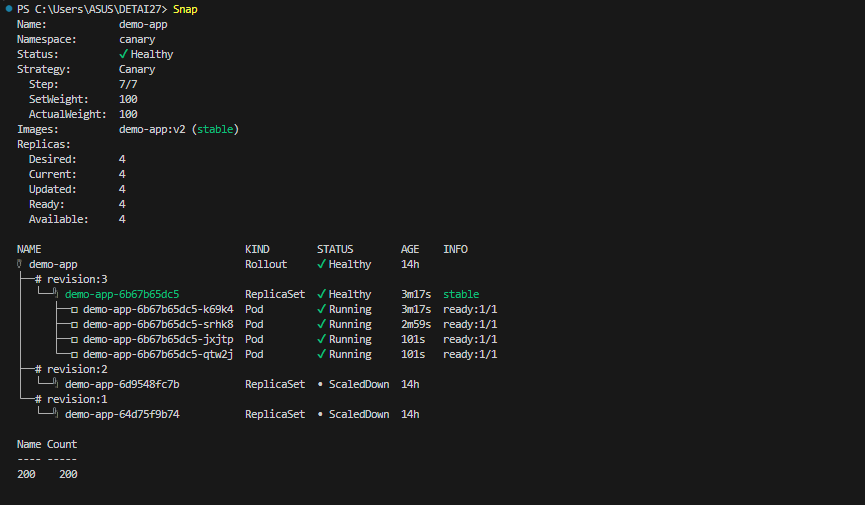 PS C:\Users\ASUS\DETAI27> Snap
Name:            demo-app
Namespace:       canary
Status:          ✔ Healthy
Strategy:        Canary
  Step:          7/7
  SetWeight:     100
  ActualWeight:  100
Images:          demo-app:v2 (stable)
Replicas:
  Desired:       4
  Current:       4
  Updated:       4
  Ready:         4
  Available:     4
NAME                                  KIND        STATUS        AGE    INFO
⟳ demo-app                            Rollout     ✔ Healthy     14h
├──# revision:3
│  └──⧉ demo-app-6b67b65dc5           ReplicaSet  ✔ Healthy     3m17s  stable
│     ├──□ demo-app-6b67b65dc5-k69k4  Pod         ✔ Running     3m17s  ready:1/1
│     ├──□ demo-app-6b67b65dc5-srhk8  Pod         ✔ Running     2m59s  ready:1/1
│     ├──□ demo-app-6b67b65dc5-jxjtp  Pod         ✔ Running     101s   ready:1/1
│     └──□ demo-app-6b67b65dc5-qtw2j  Pod         ✔ Running     101s   ready:1/1
├──# revision:2
│  └──⧉ demo-app-6d9548fc7b           ReplicaSet  • ScaledDown  14h
└──# revision:1
   └──⧉ demo-app-64d75f9b74           ReplicaSet  • ScaledDown  14h
Name Count
---- -----
200    200